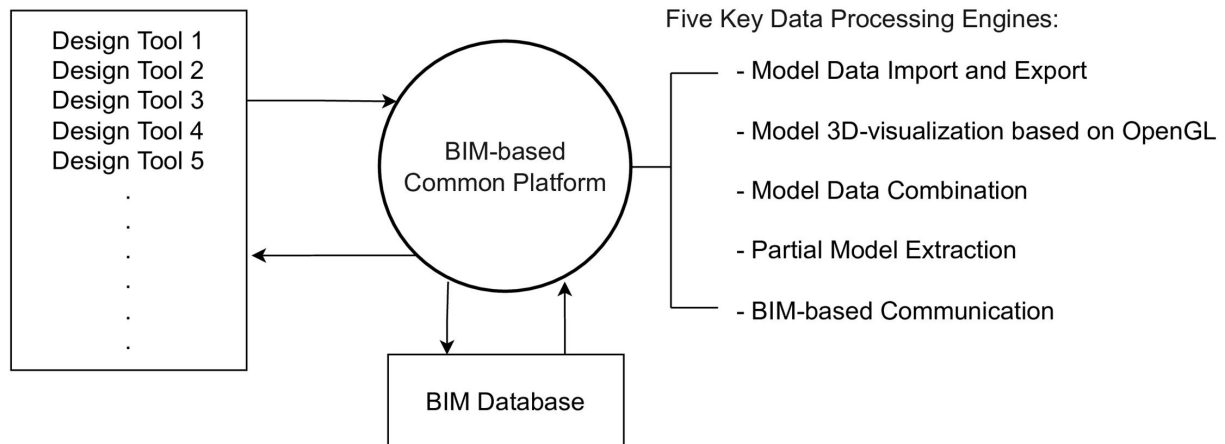 Design Tool 1
Design Tool 2
Design Tool 3
Design Tool 4
Design Tool 5
.
.
.
.
.
.
BIM-based
Common Platform
BIM Database
Five Key Data Processing Engines:
- Model Data Import and Export
- Model 3D-visualization based on OpenGL
- Model Data Combination
- Partial Model Extraction
- BIM-based Communication